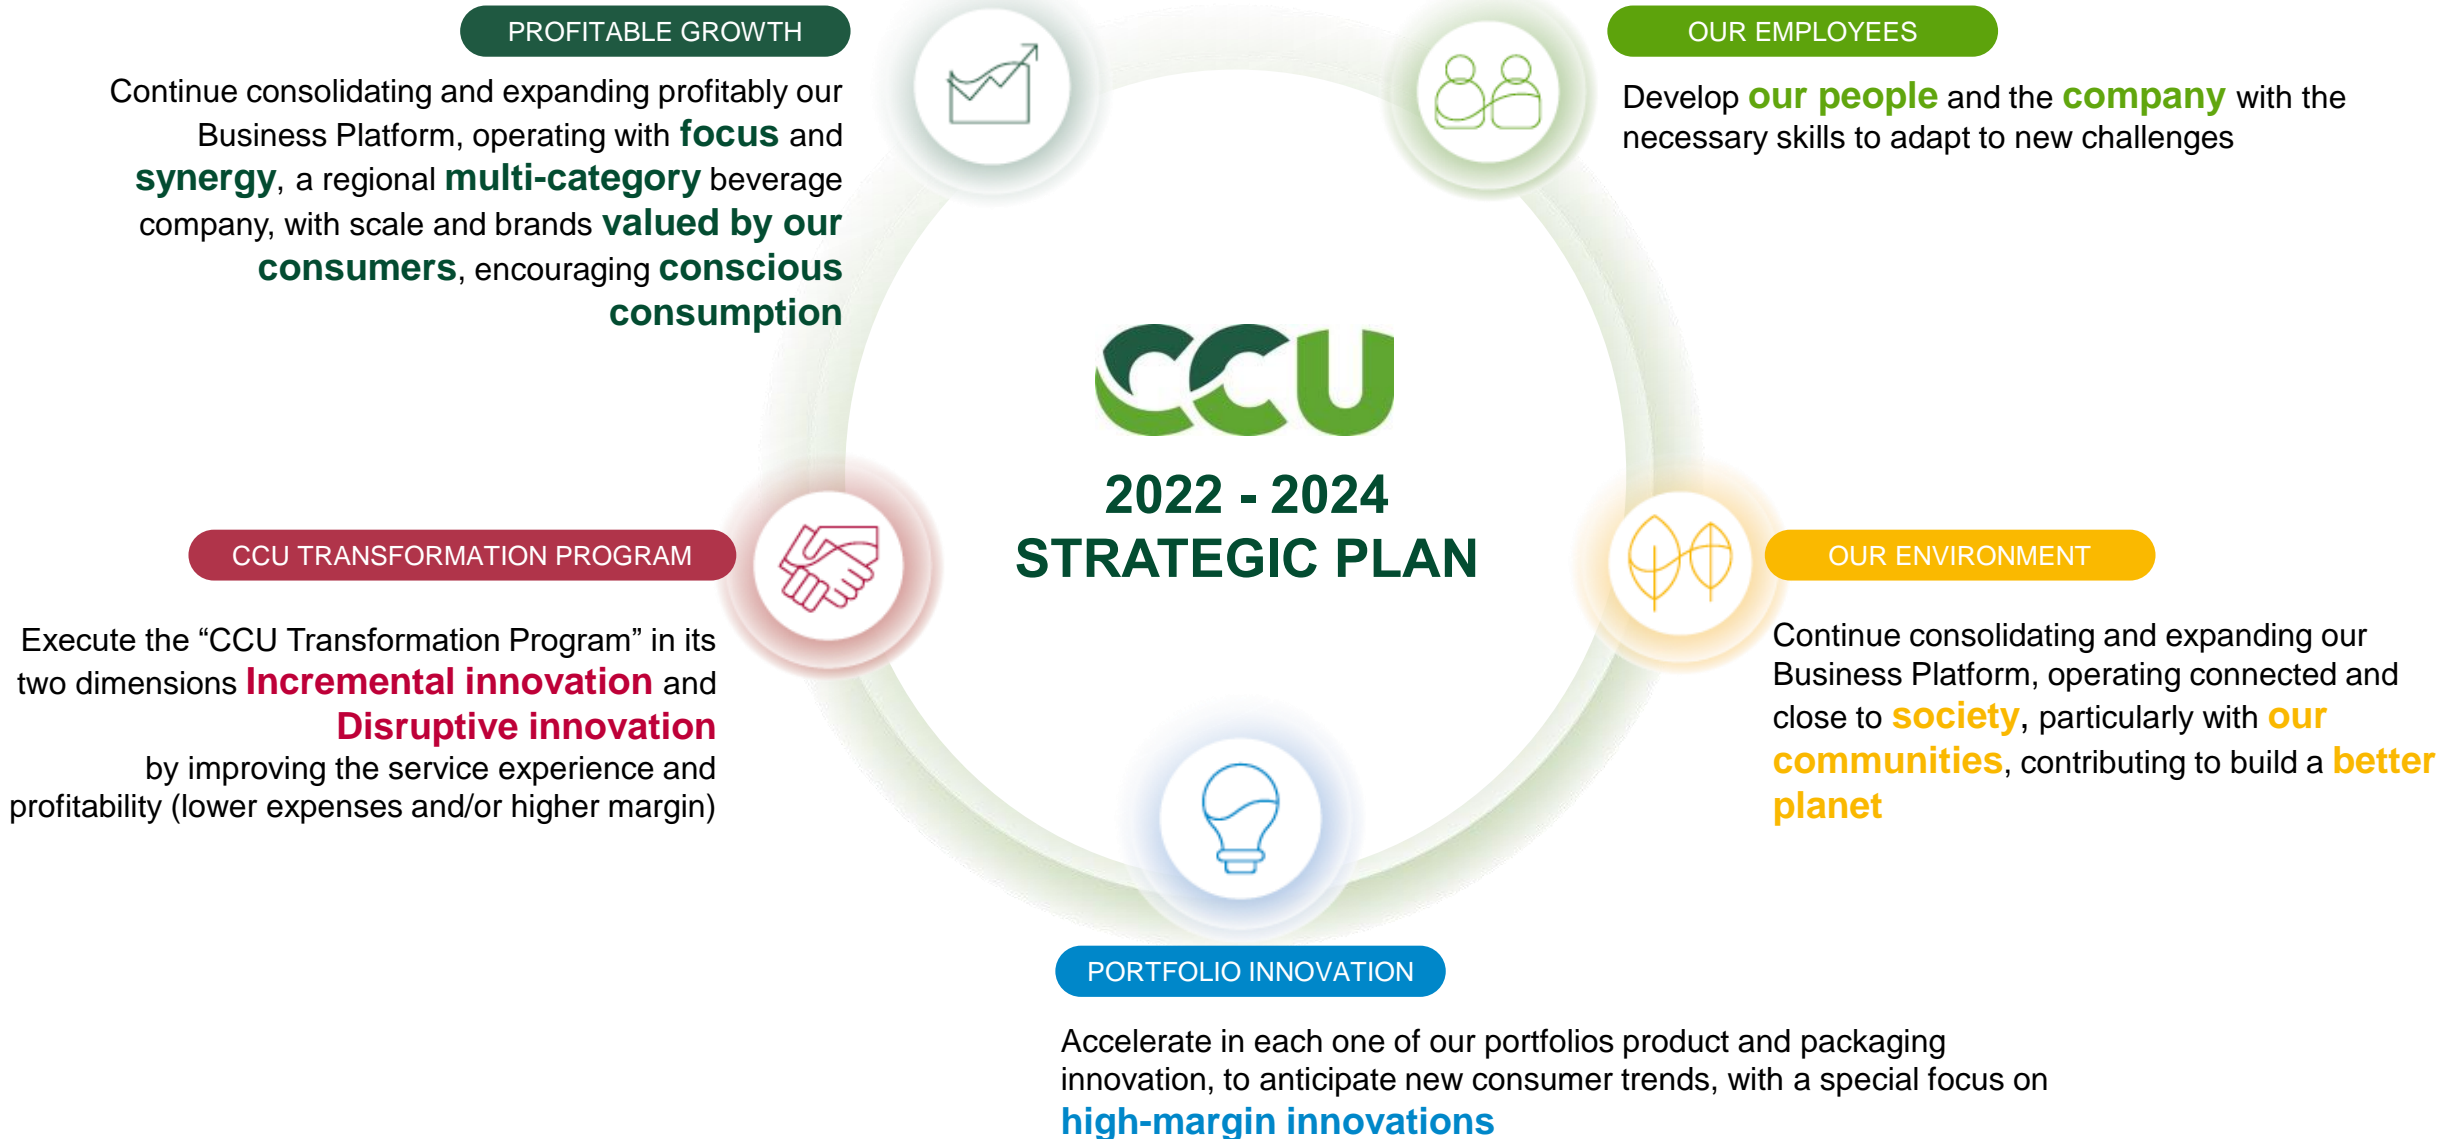 PROFITABLE GROWTH
Continue consolidating and expanding profitably our
Business Platform, operating with focus and
synergy, a regional multi-category beverage
company, with scale and brands valued by our
consumers, encouraging conscious
consumption
OUR EMPLOYEES
Develop our people and the company with the
necessary skills to adapt to new challenges
CCU
2022 - 2024
STRATEGIC PLAN
CCU TRANSFORMATION PROGRAM
Execute the “CCU Transformation Program” in its
two dimensions Incremental innovation and
Disruptive innovation
by improving the service experience and
profitability (lower expenses and/or higher margin)
OUR ENVIRONMENT
Continue consolidating and expanding our
Business Platform, operating connected and
close to society, particularly with our
communities, contributing to build a better
planet
PORTFOLIO INNOVATION
Accelerate in each one of our portfolios product and packaging
innovation, to anticipate new consumer trends, with a special focus on
high-margin innovations